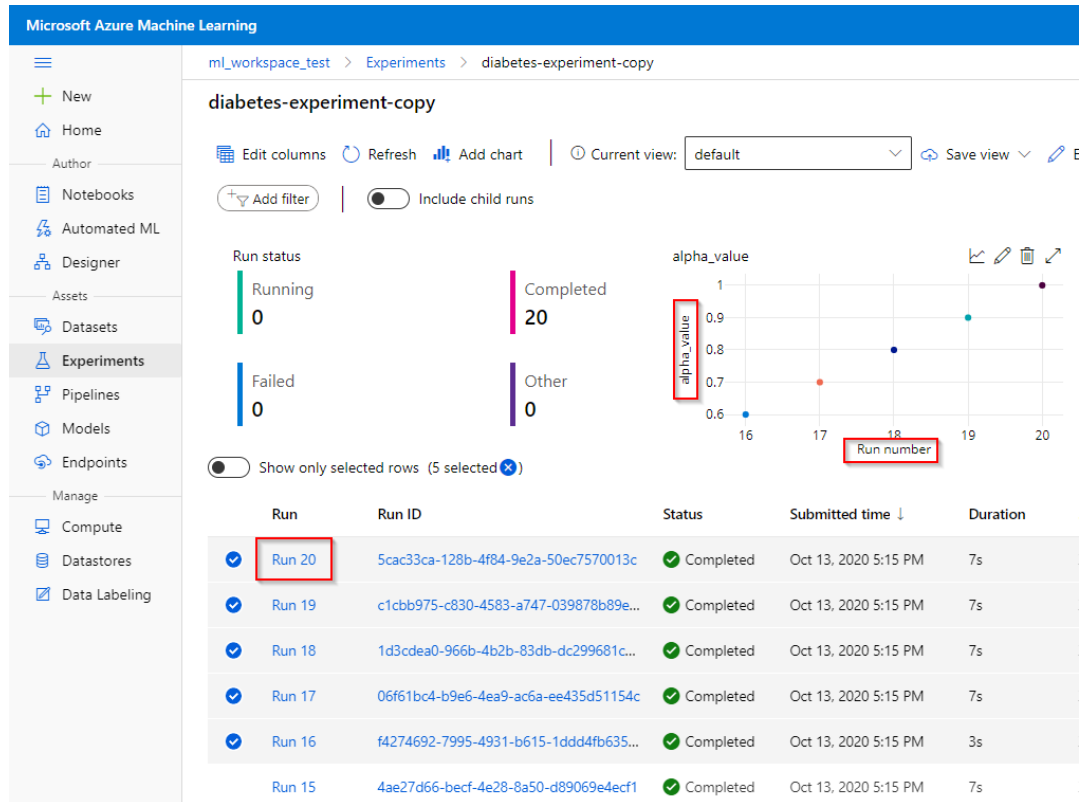 Microsoft Azure Machine Learning
ml_workspace_test > Experiments > diabetes-experiment-copy
New
Home
Author
Notebooks
Automated ML
Designer
Assets
Datasets
Experiments
Pipelines
Models
Endpoints
Manage
Compute
Datastores
Data Labeling
diabetes-experiment-copy
Edit columns Refresh Add chart Current view: default Save view E
Add filter Include child runs
Run status
Running
0
Completed
20
Failed
0
Other
0
alpha_value
alpha_value
1
0.9
0.8
0.7
0.6
16 17 18 19 20
Run number
Show only selected rows (5 selected)
Run Run ID Status Submitted time ↓ Duration
Run 20 5cac33ca-128b-4f84-9e2a-50ec7570013c Completed Oct 13, 2020 5:15 PM 7s
Run 19 c1cbb975-c830-4583-a747-039878b89e... Completed Oct 13, 2020 5:15 PM 7s
Run 18 1d3cdea0-966b-4b2b-83db-dc299681c... Completed Oct 13, 2020 5:15 PM 7s
Run 17 06f61bc4-b9e6-4ea9-ac6a-ee435d51154c Completed Oct 13, 2020 5:15 PM 7s
Run 16 f4274692-7995-4931-b615-1ddd4fb635... Completed Oct 13, 2020 5:15 PM 3s
Run 15 4ae27d66-becf-4e28-8a50-d89069e4ecf1 Completed Oct 13, 2020 5:15 PM 7s